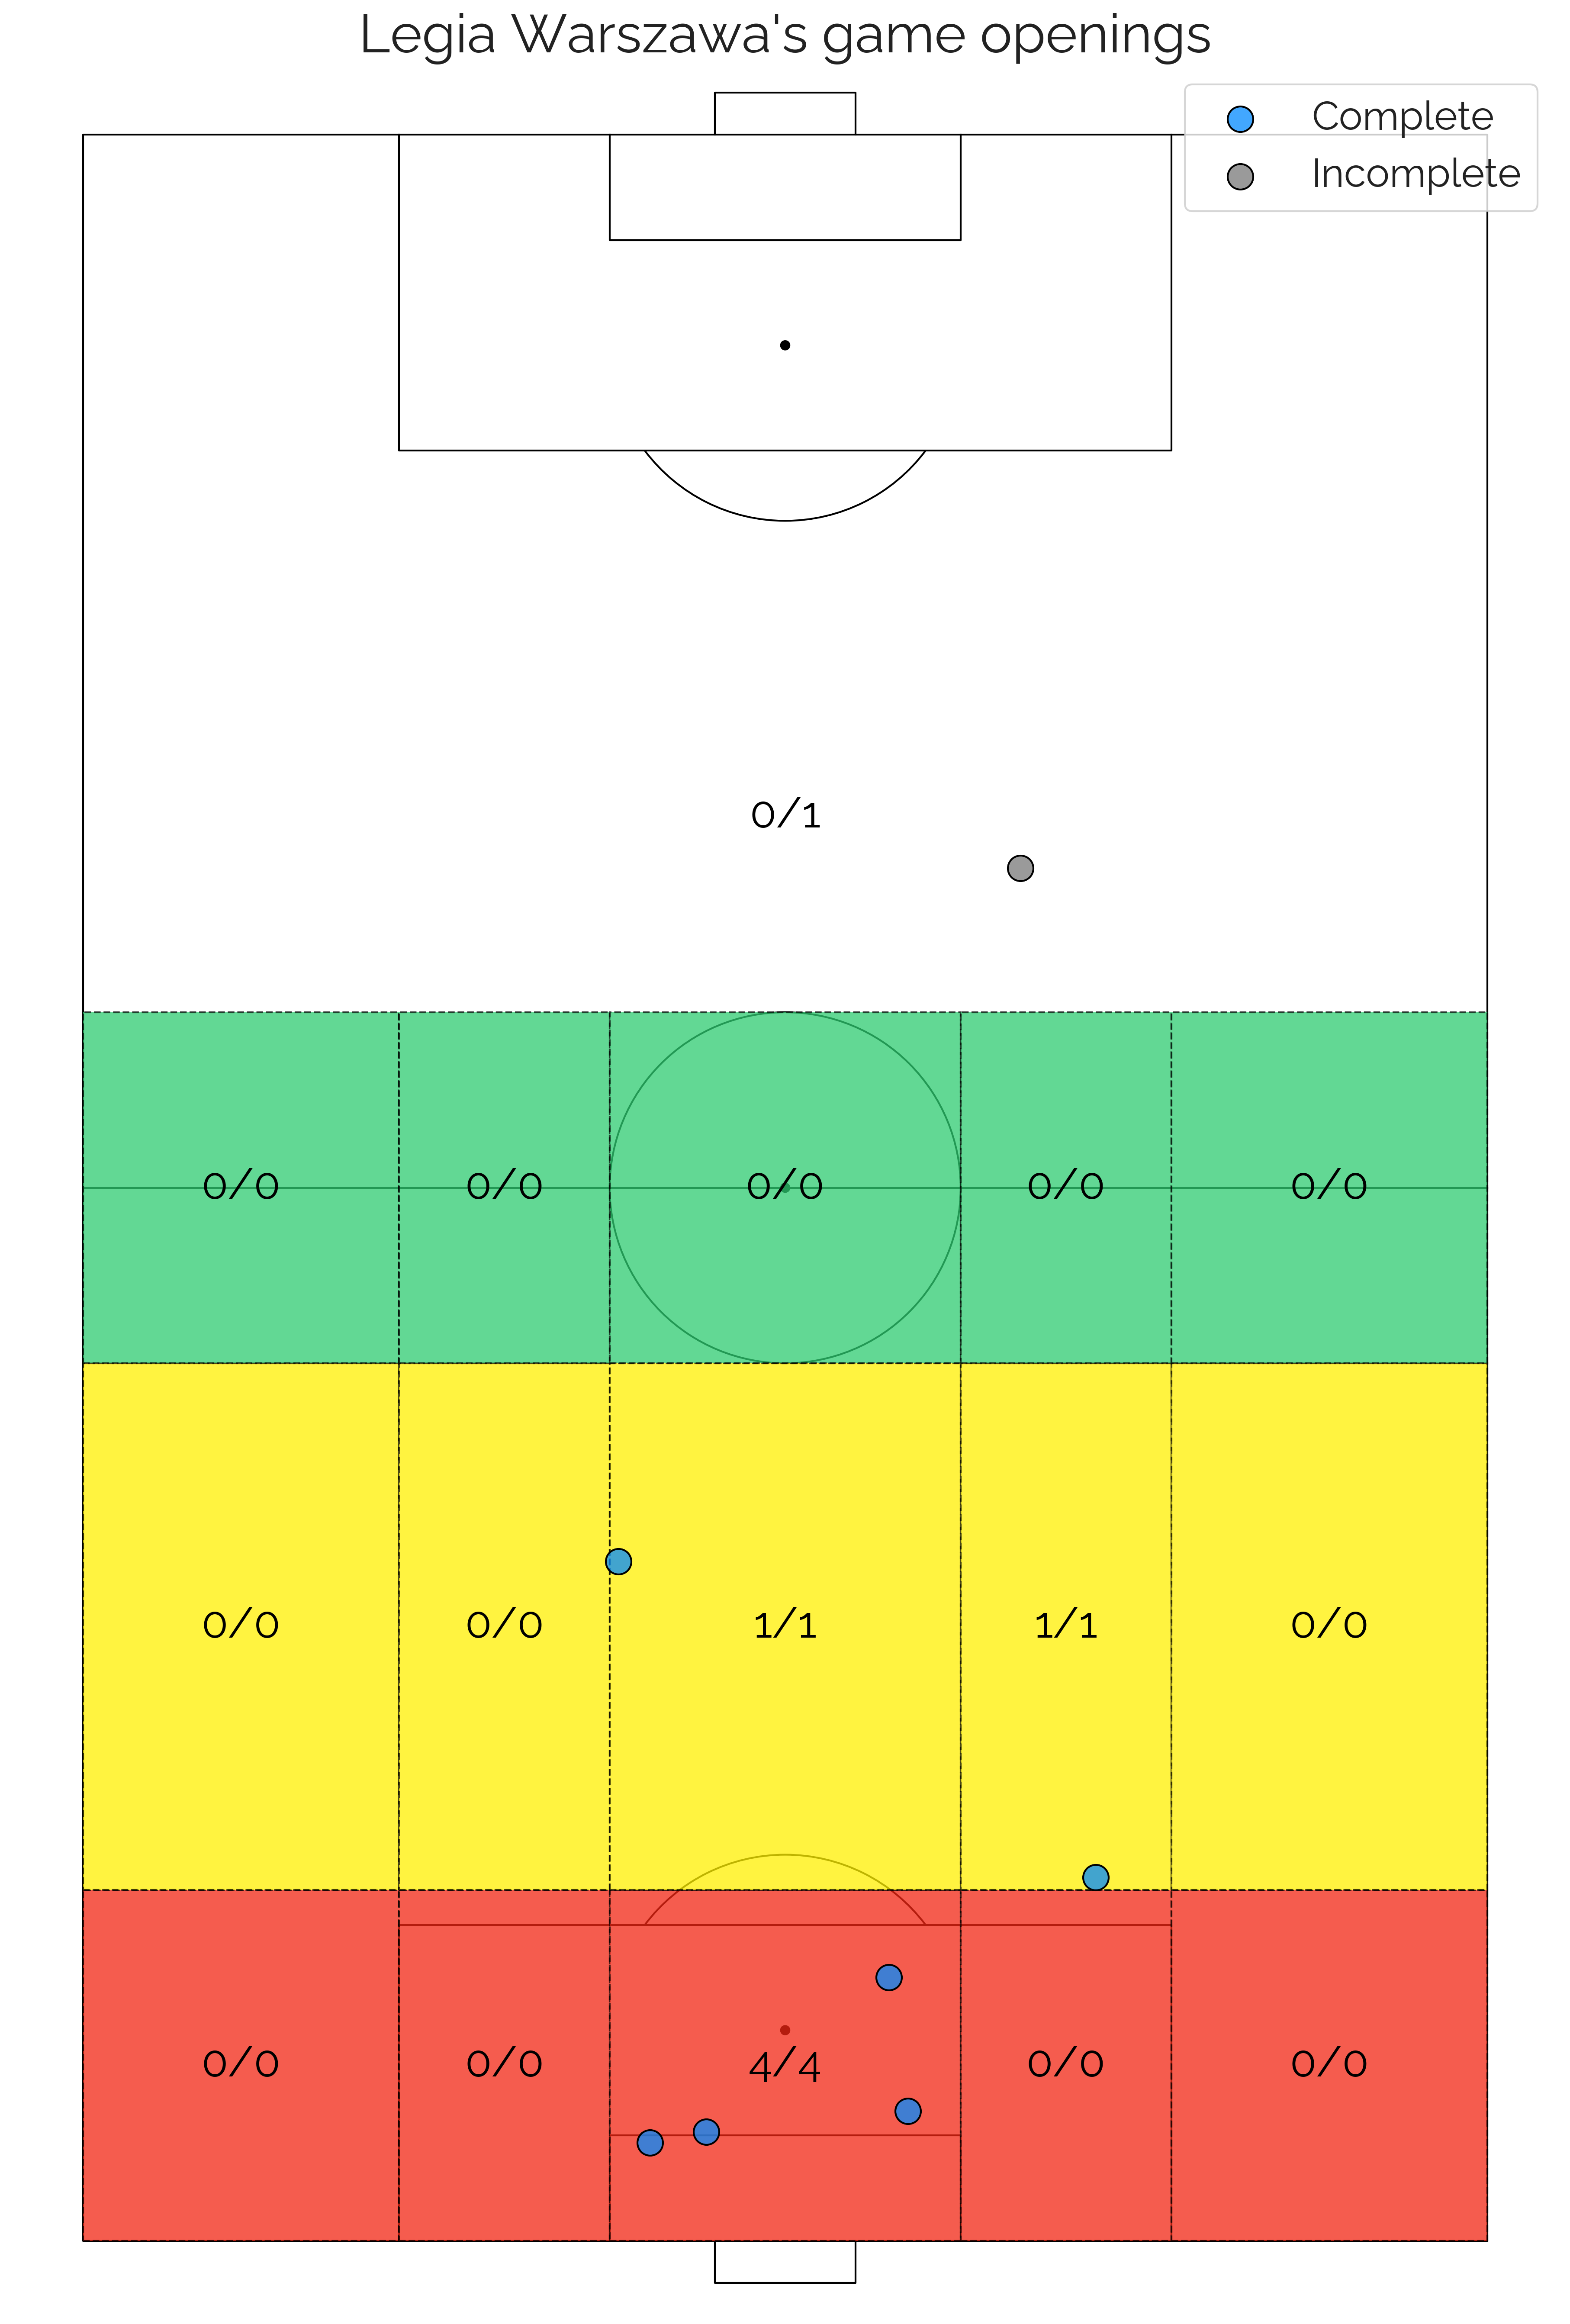 Legia Warszawa's game openings
Complete
Incomplete
0/1
0/0 0/0 0/0 0/0 0/0
0/0 0/0 1/1 1/1 0/0
0/0 0/0 4/4 0/0 0/0